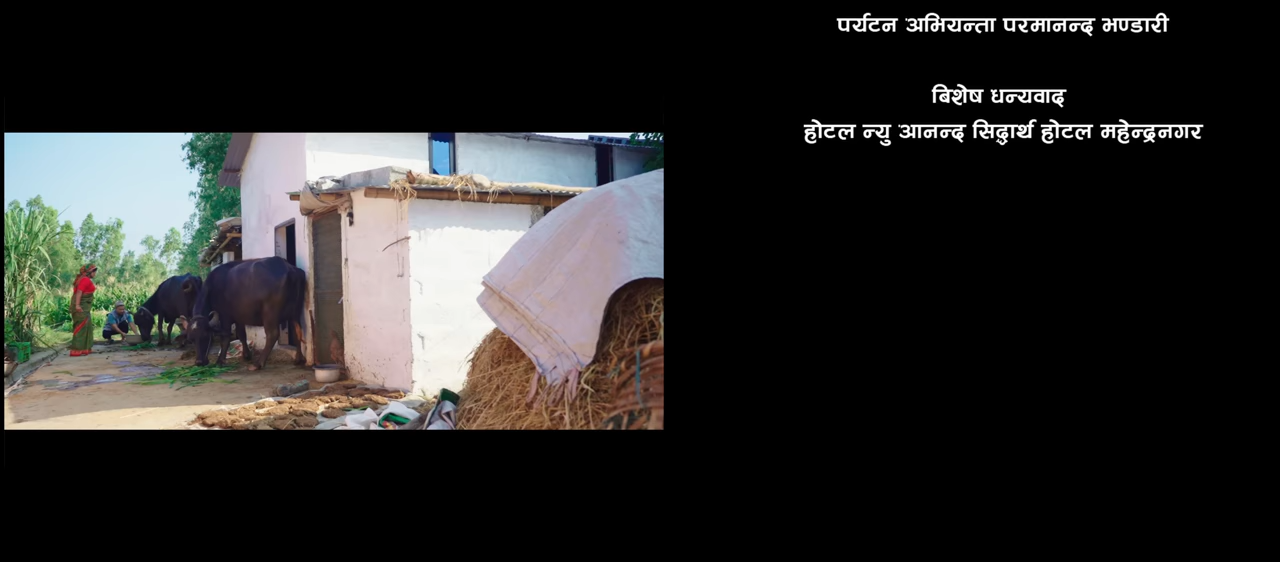 पर्यटन अभियन्ता परमानन्द भण्डारी
बिशेष धन्यवाद
होटल न्यु आनन्द सिद्धार्थ होटल महेन्द्रनगर